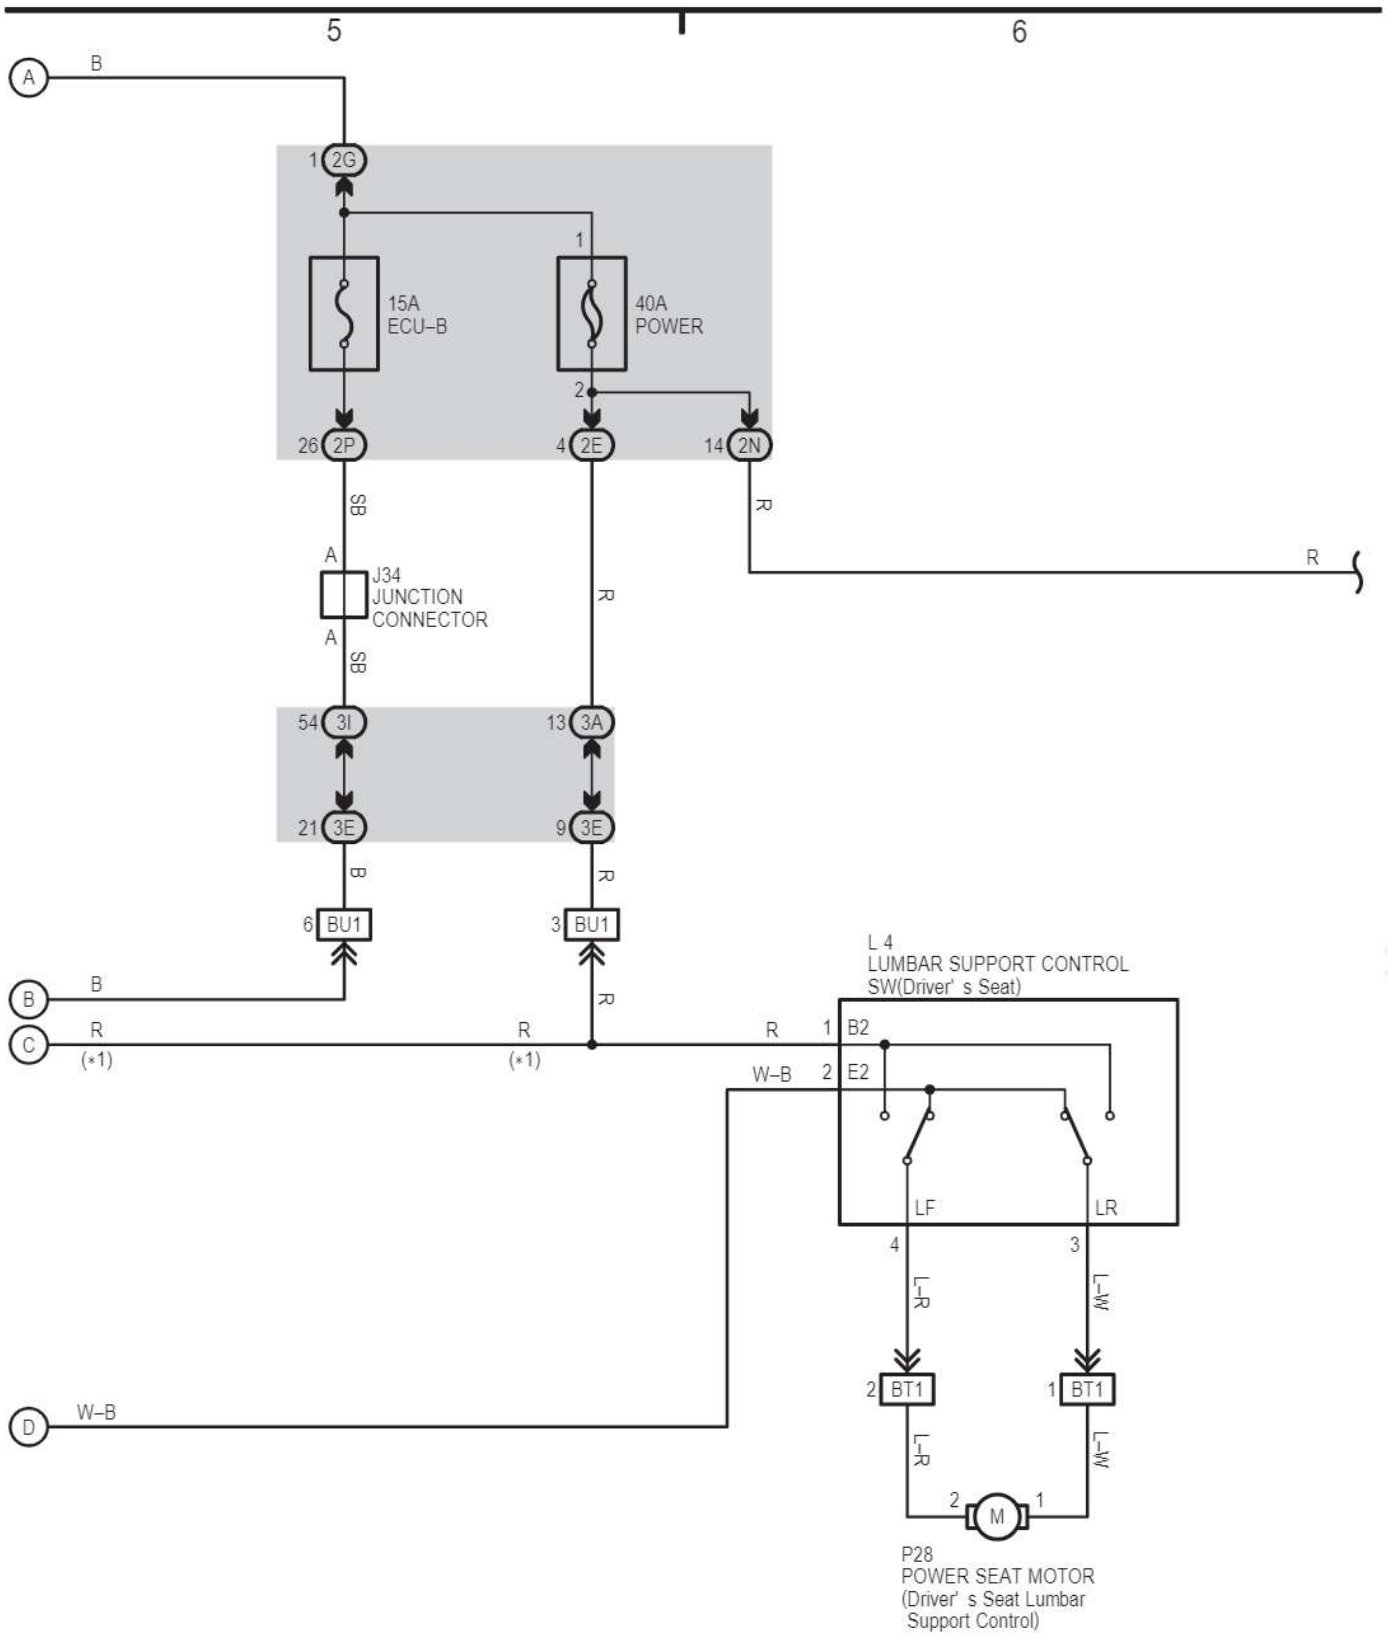 5
6
A
B
1
2G
1
15A
ECU–B
40A
POWER
2
26
2P
4
2E
14
2N
SB
R
R
A
J34
JUNCTION
CONNECTOR
R
A
SB
54
3I
13
3A
21
3E
9
3E
B
R
6
BU1
3
BU1
L 4
LUMBAR SUPPORT CONTROL
SW(Driver' s Seat)
B
B
R
C
R
(*1)
R
(*1)
R
1
B2
W–B
2
E2
LF
LR
4
3
L–R
L–W
2
BT1
1
BT1
D
W–B
L–R
L–W
2
M
1
P28
POWER SEAT MOTOR
(Driver' s Seat Lumbar
Support Control)